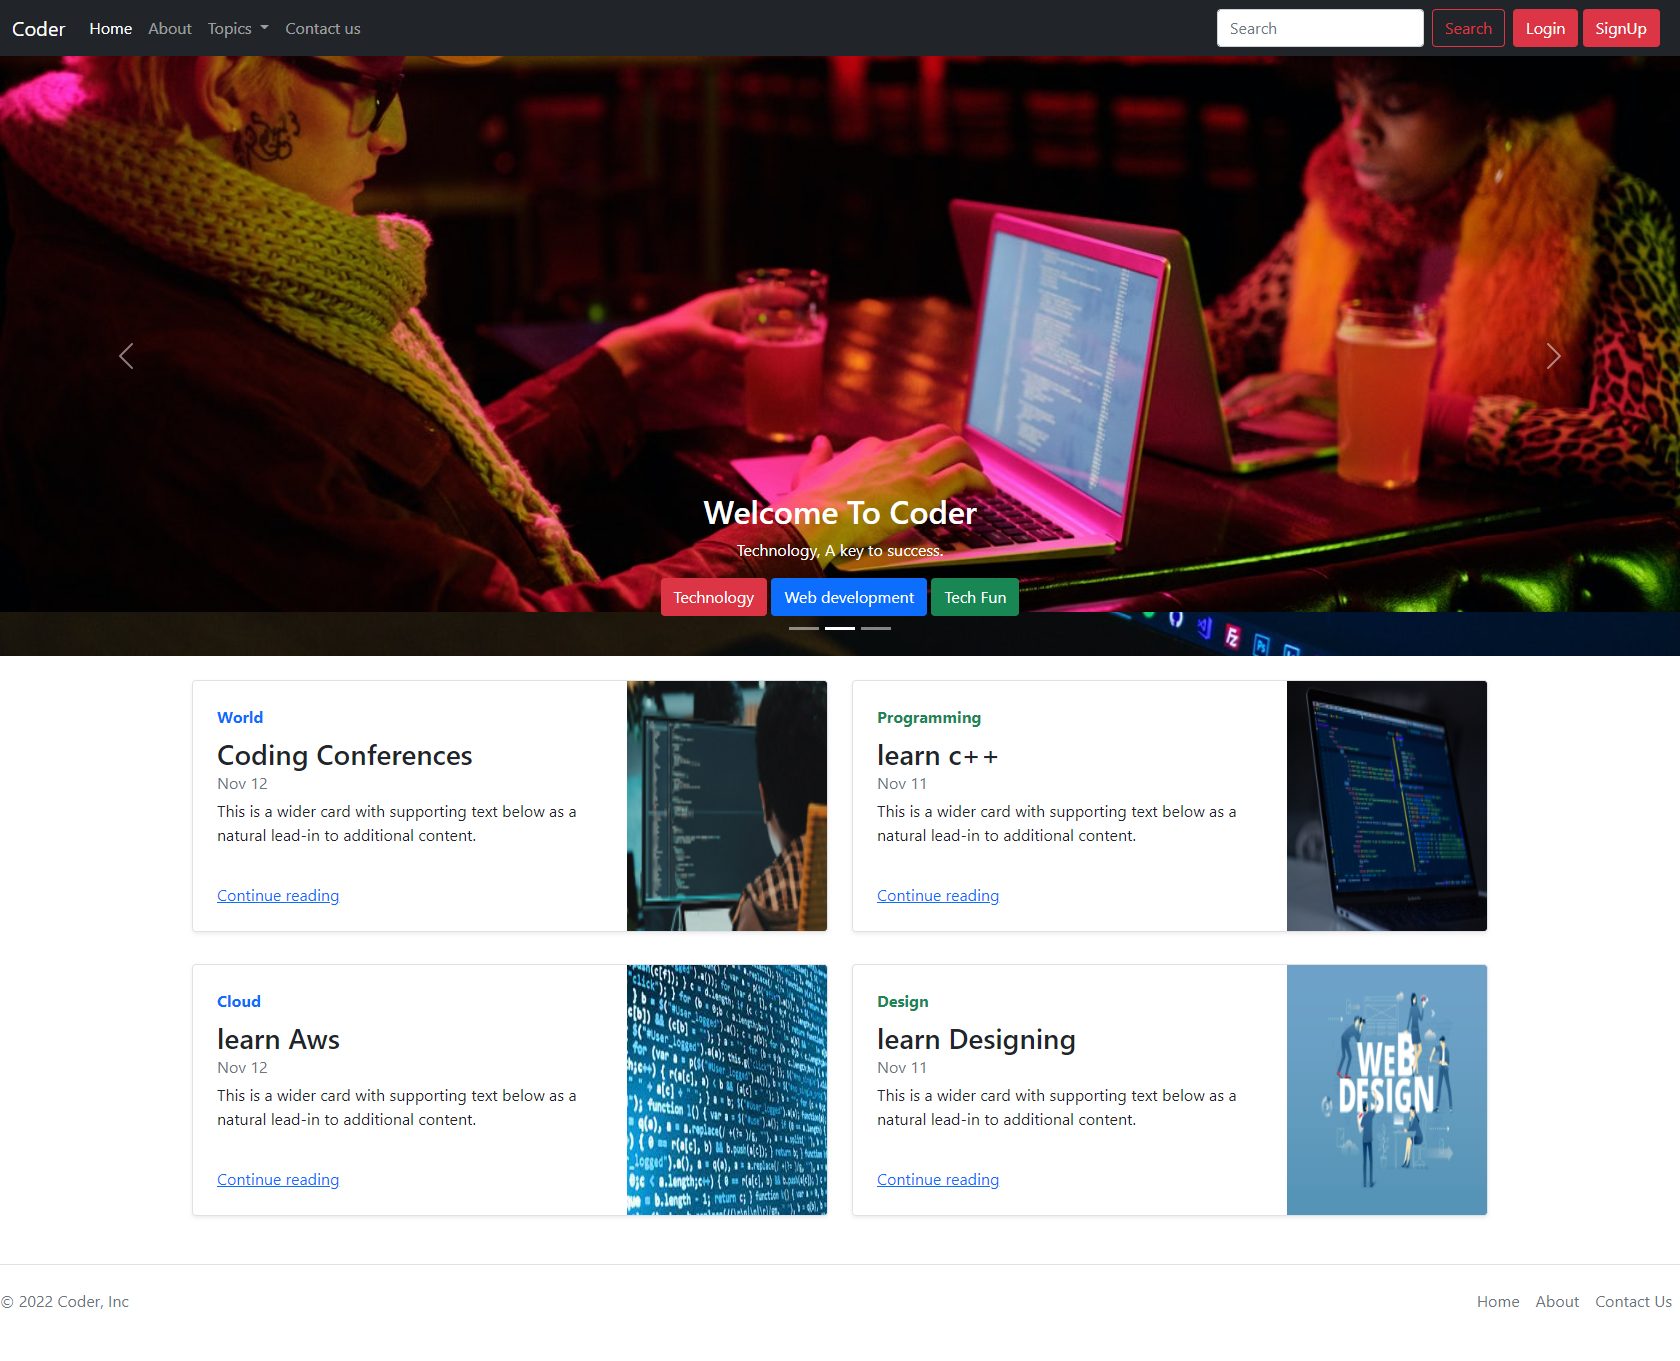 Coder Home About Topics Contact us Search Search Login SignUp
Welcome To Coder
Technology, A key to success.
Technology Web development Tech Fun
World
Coding Conferences
Nov 12
This is a wider card with supporting text below as a
natural lead-in to additional content.
Continue reading
Programming
learn c++
Nov 11
This is a wider card with supporting text below as a
natural lead-in to additional content.
Continue reading
Cloud
learn Aws
Nov 12
This is a wider card with supporting text below as a
natural lead-in to additional content.
Continue reading
Design
learn Designing
Nov 11
This is a wider card with supporting text below as a
natural lead-in to additional content.
Continue reading
WEB
DESIGN
© 2022 Coder, Inc Home About Contact Us